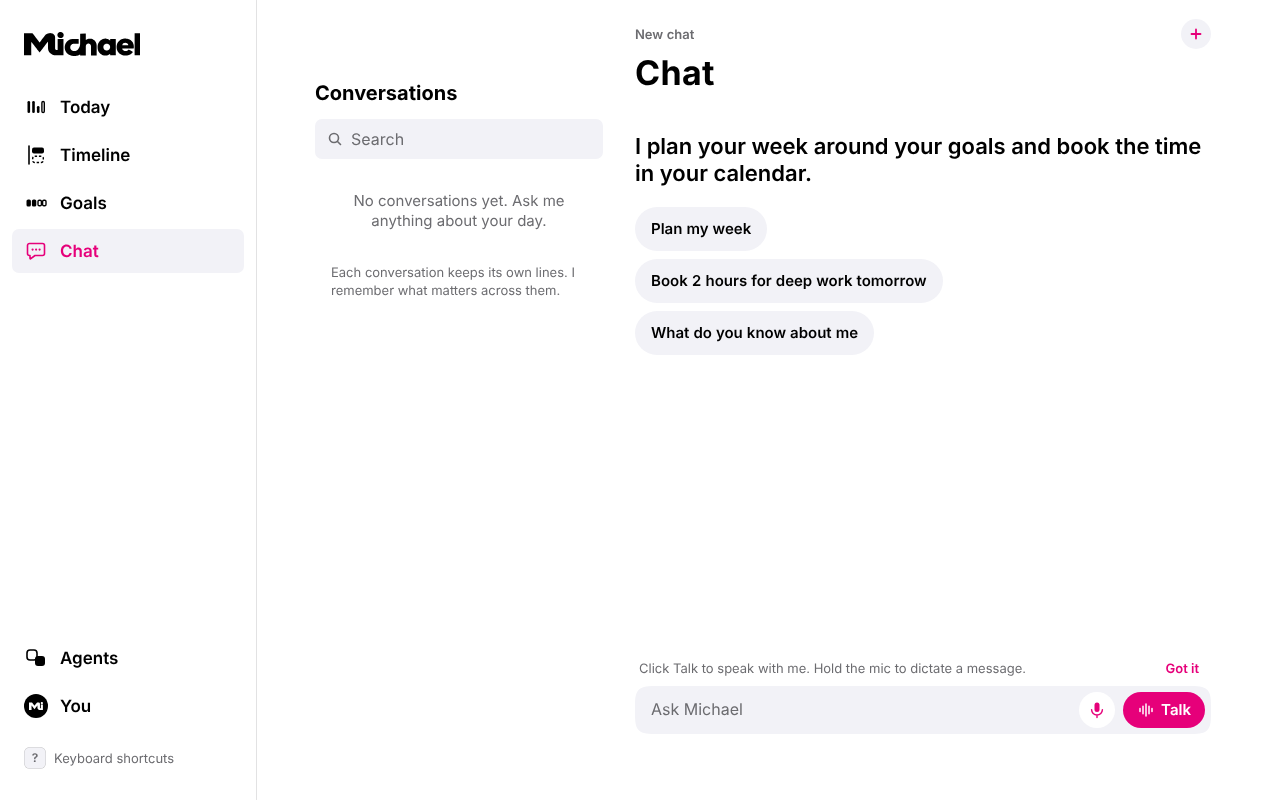 Michael
Today
Timeline
Goals
Chat
Agents
Mi
You
?
Keyboard shortcuts
Conversations
Search
No conversations yet. Ask me
anything about your day.
Each conversation keeps its own lines. I
remember what matters across them.
New chat
+
Chat
I plan your week around your goals and book the time
in your calendar.
Plan my week
Book 2 hours for deep work tomorrow
What do you know about me
Click Talk to speak with me. Hold the mic to dictate a message.
Got it
Ask Michael
Talk